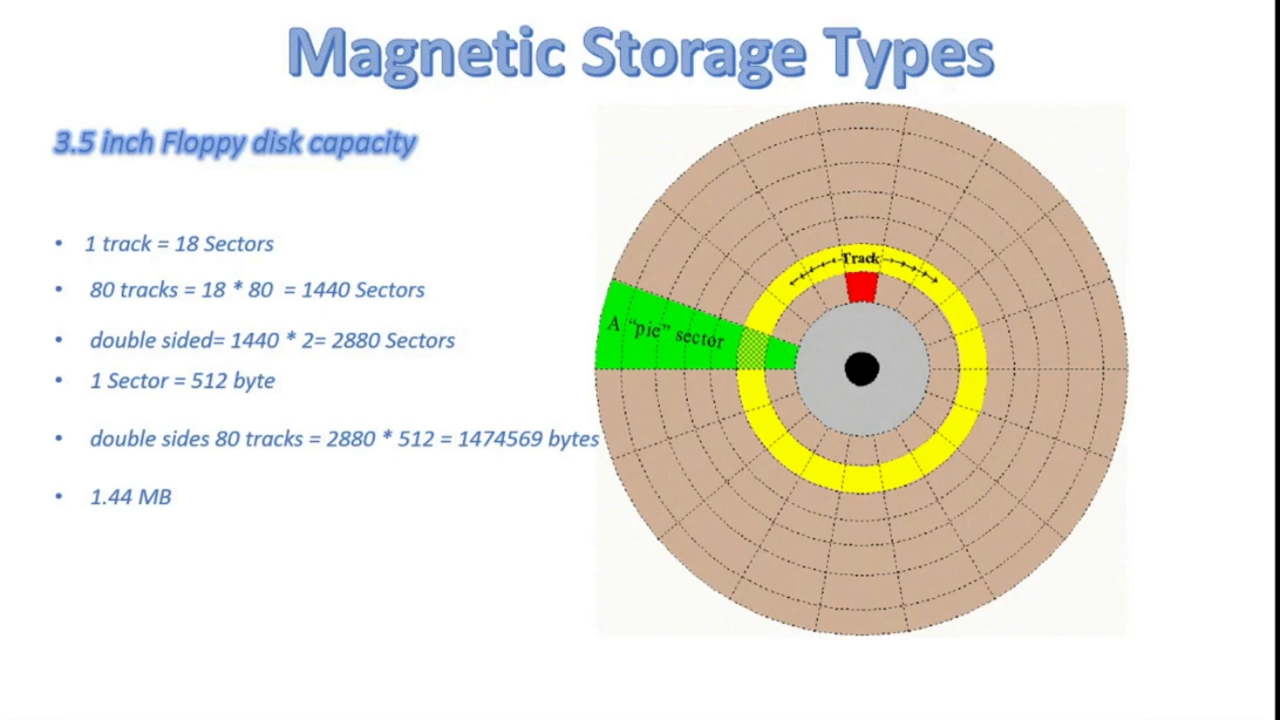 Magnetic Storage Types
3.5 inch Floppy disk capacity
• 1 track = 18 Sectors
• 80 tracks = 18 * 80 = 1440 Sectors
• double sided= 1440 * 2= 2880 Sectors
• 1 Sector = 512 byte
• double sides 80 tracks = 2880 * 512 = 1474569 bytes
• 1.44 MB
Track
A “pie” sector